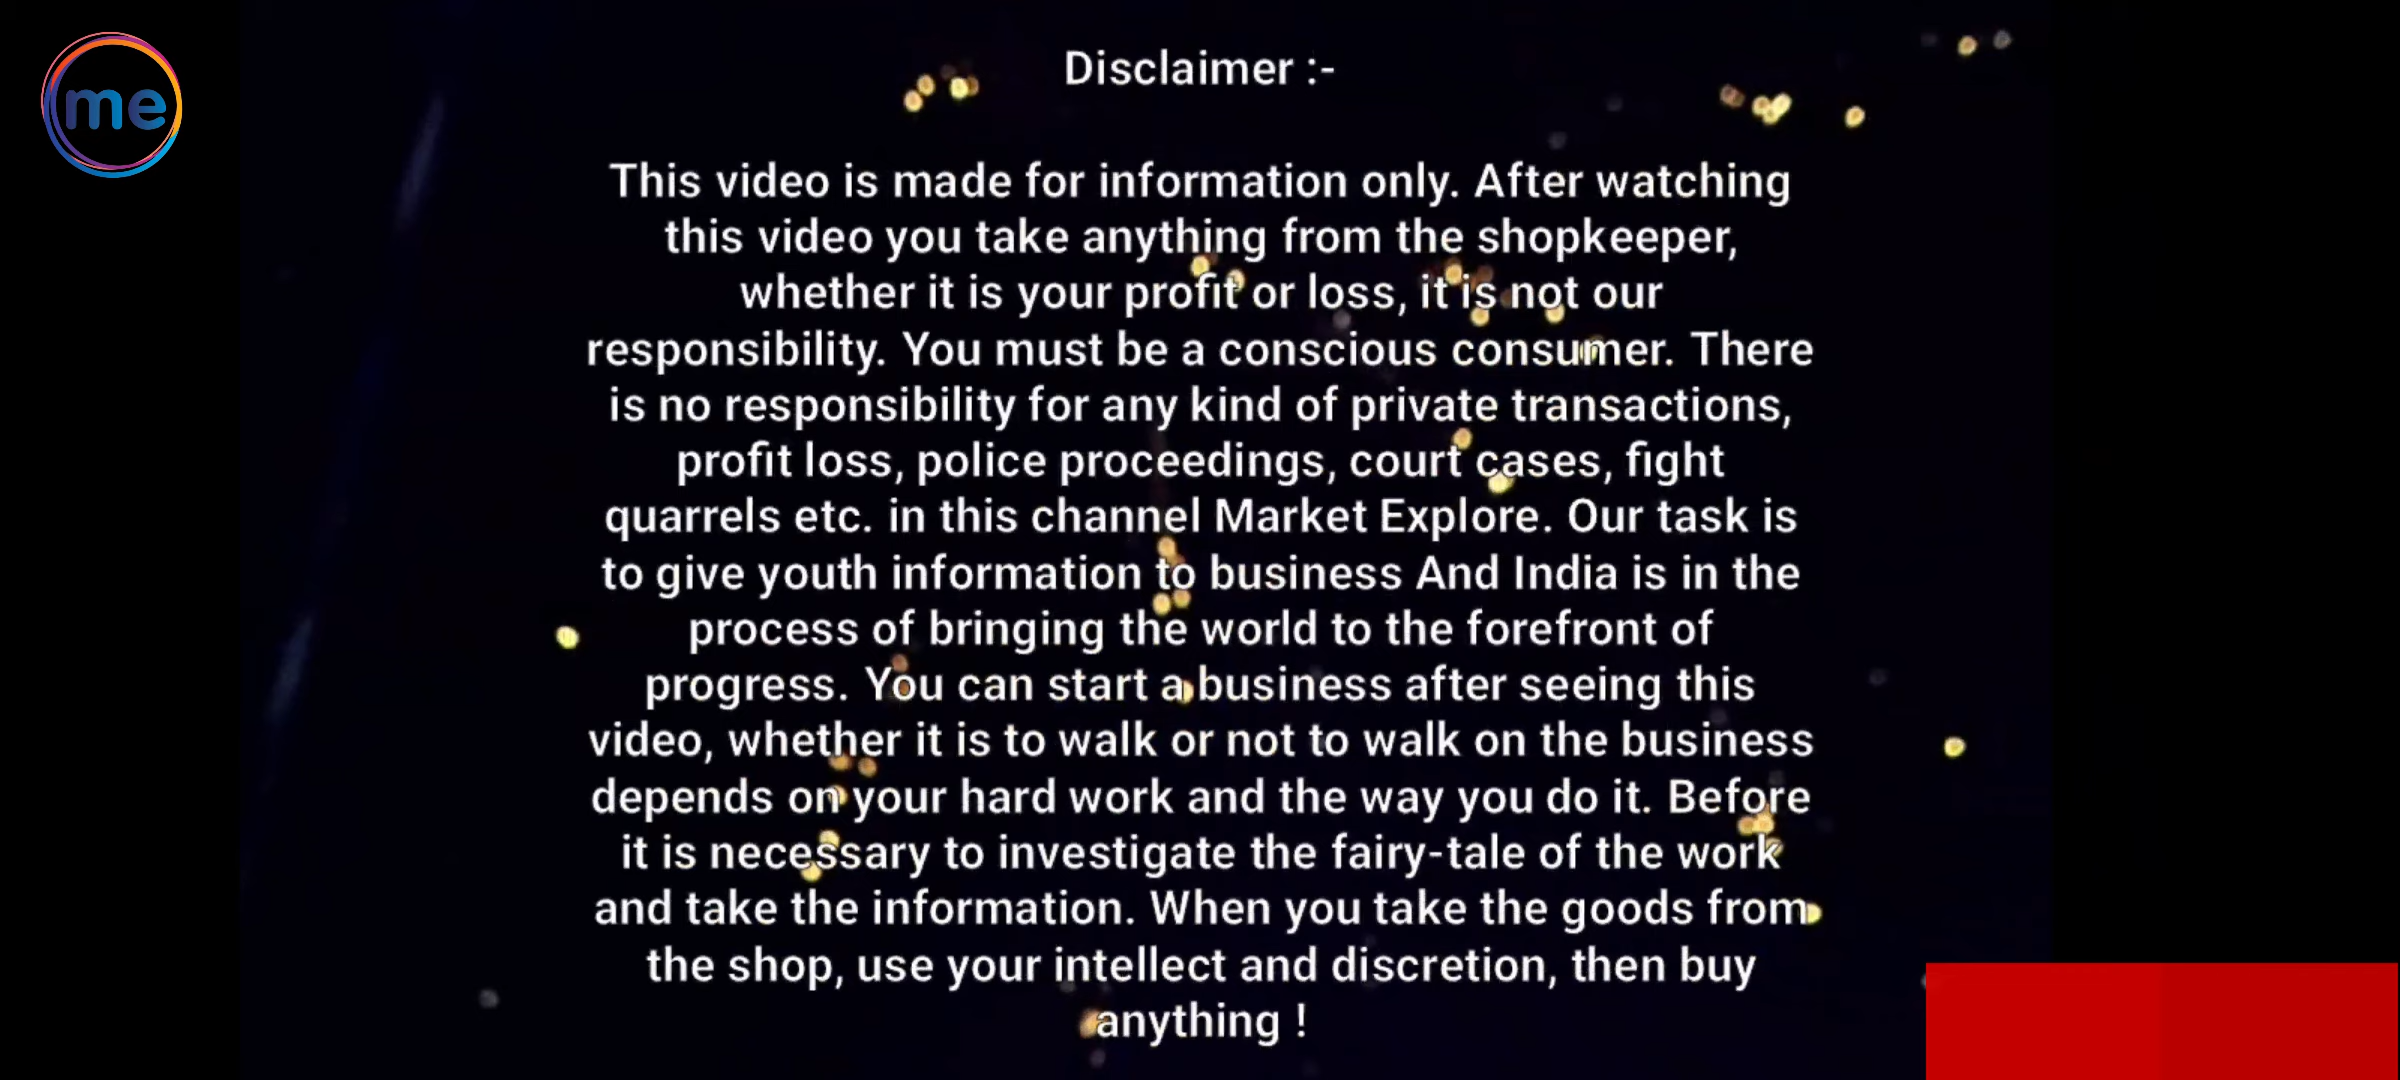 me
Disclaimer :-
This video is made for information only. After watching
this video you take anything from the shopkeeper,
whether it is your profit or loss, it is not our
responsibility. You must be a conscious consumer. There
is no responsibility for any kind of private transactions,
profit loss, police proceedings, court cases, fight
quarrels etc. in this channel Market Explore. Our task is
to give youth information to business And India is in the
process of bringing the world to the forefront of
progress. You can start a business after seeing this
video, whether it is to walk or not to walk on the business
depends on your hard work and the way you do it. Before
it is necessary to investigate the fairy-tale of the work
and take the information. When you take the goods from
the shop, use your intellect and discretion, then buy
anything !